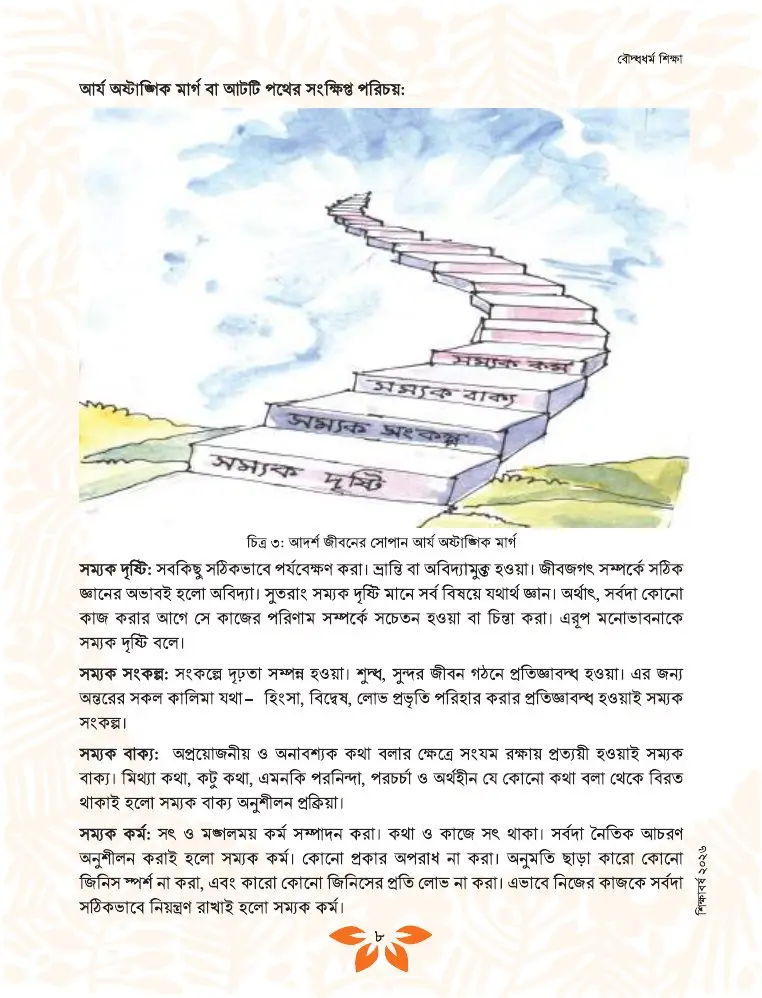 বৌদ্ধধর্ম শিক্ষা
আর্য অষ্টাঙ্গিক মার্গ বা আটটি পথের সংক্ষিপ্ত পরিচয়:
সম্যক কর্ম
সম্যক বাক্য
সম্যক সংকল্প
সম্যক দৃষ্টি
চিত্র ৩: আদর্শ জীবনের সোপান আর্য অষ্টাঙ্গিক মার্গ
সম্যক দৃষ্টি: সবকিছু সঠিকভাবে পর্যবেক্ষণ করা। ভ্রান্তি বা অবিদ্যামুক্ত হওয়া। জীবজগৎ সম্পর্কে সঠিক
জ্ঞানের অভাবই হলো অবিদ্যা। সুতরাং সম্যক দৃষ্টি মানে সর্ব বিষয়ে যথার্থ জ্ঞান। অর্থাৎ, সর্বদা কোনো
কাজ করার আগে সে কাজের পরিণাম সম্পর্কে সচেতন হওয়া বা চিন্তা করা। এরূপ মনোভাবনাকে
সম্যক দৃষ্টি বলে।
সম্যক সংকল্প: সংকল্পে দৃঢ়তা সম্পন্ন হওয়া। শুদ্ধ, সুন্দর জীবন গঠনে প্রতিজ্ঞাবদ্ধ হওয়া। এর জন্য
অন্তরের সকল কালিমা যথা– হিংসা, বিদ্বেষ, লোভ প্রভৃতি পরিহার করার প্রতিজ্ঞাবদ্ধ হওয়াই সম্যক
সংকল্প।
সম্যক বাক্য: অপ্রয়োজনীয় ও অনাবশ্যক কথা বলার ক্ষেত্রে সংযম রক্ষায় প্রত্যয়ী হওয়াই সম্যক
বাক্য। মিথ্যা কথা, কটু কথা, এমনকি পরনিন্দা, পরচর্চা ও অর্থহীন যে কোনো কথা বলা থেকে বিরত
থাকাই হলো সম্যক বাক্য অনুশীলন প্রক্রিয়া।
সম্যক কর্ম: সৎ ও মঙ্গলময় কর্ম সম্পাদন করা। কথা ও কাজে সৎ থাকা। সর্বদা নৈতিক আচরণ
অনুশীলন করাই হলো সম্যক কর্ম। কোনো প্রকার অপরাধ না করা। অনুমতি ছাড়া কারো কোনো
জিনিস স্পর্শ না করা, এবং কারো কোনো জিনিসের প্রতি লোভ না করা। এভাবে নিজের কাজকে সর্বদা
সঠিকভাবে নিয়ন্ত্রণ রাখাই হলো সম্যক কর্ম।
শিক্ষাবর্ষ ২০২৬
৮